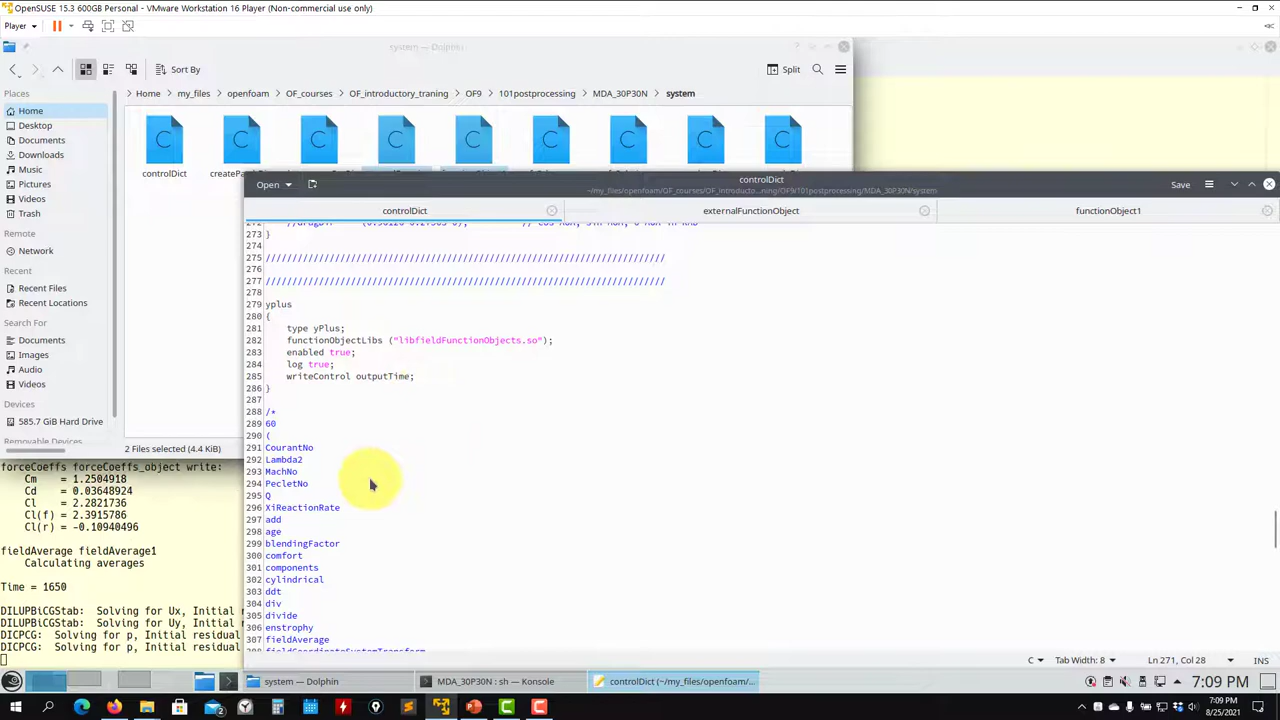 OpenSUSE 15.3 600GB Personal - VMware Workstation 16 Player (Non-commercial use only)
Player
system — Dolphin
Sort By
Split
Places
Home
Desktop
Documents
Downloads
Music
Pictures
Videos
Trash
Remote
Network
Recent
Recent Files
Recent Locations
Search For
Documents
Images
Audio
Videos
Devices
585.7 GiB Hard Drive
Removable Devices
Home > my_files > openfoam > OF_courses > OF_introductory_traning > OF9 > 101postprocessing > MDA_30P30N > system
controlDict
2 Files selected (4.4 KiB)
Open
controlDict
Save
controlDict
externalFunctionObject
functionObject1
273 }
274
275 ////////////////////////////////////////////////////////////////////////////
276
277 ////////////////////////////////////////////////////////////////////////////
278
279 yplus
280 {
281 type yPlus;
282 functionObjectLibs ("libfieldFunctionObjects.so");
283 enabled true;
284 log true;
285 writeControl outputTime;
286 }
287
288 /*
289 60
290 (
291 CourantNo
292 Lambda2
293 MachNo
294 PecletNo
295 Q
296 XiReactionRate
297 add
298 age
299 blendingFactor
300 comfort
301 components
302 cylindrical
303 ddt
304 div
305 divide
306 enstrophy
307 fieldAverage
C
Tab Width: 8
Ln 271, Col 28
INS
forceCoeffs forceCoeffs_object write:
Cm = 1.2504918
Cd = 0.03648924
Cl = 2.2821736
Cl(f) = 2.3915786
Cl(r) = -0.10940496
fieldAverage fieldAverage1
Calculating averages
Time = 1650
DILUPBiCGStab: Solving for Ux, Initial
DILUPBiCGStab: Solving for Uy, Initial
DICPCG: Solving for p, Initial residual
DICPCG: Solving for p, Initial residual
system — Dolphin
MDA_30P30N : sh — Konsole
controlDict (~/my_files/openfoam/...
7:09 PM
7:09 PM
8/25/2021